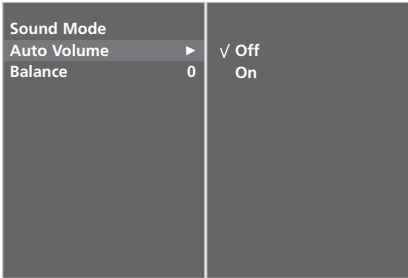 Sound Mode
Auto Volume ►
Balance 0
√ Off
On